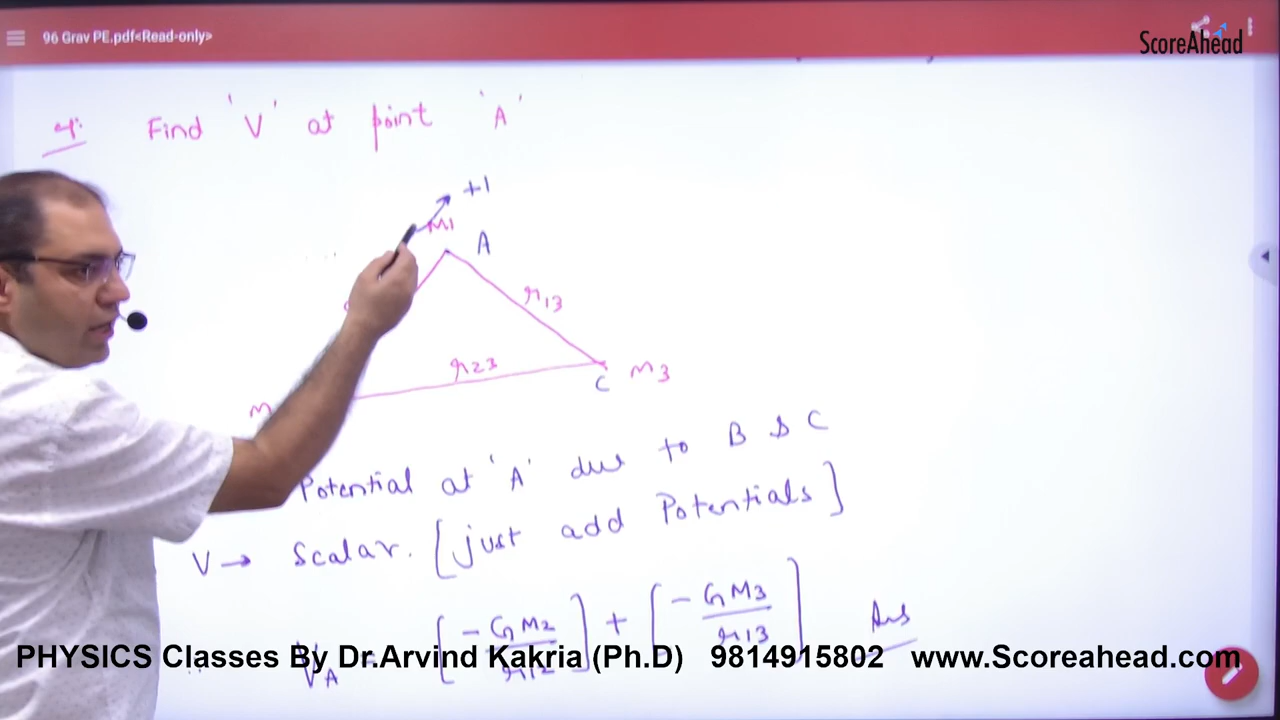 96 Grav PE.pdf<Read-only>
ScoreAhead
Find 'V' at point 'A'
+1
M1
A
r13
r23
C M3
M
Potential at 'A' due to B & C
V → Scalar. [just add Potentials]
VA = [-GM2/r12] + [-GM3/r13] Ans
PHYSICS Classes By Dr.Arvind Kakria (Ph.D) 9814915802 www.Scoreahead.com